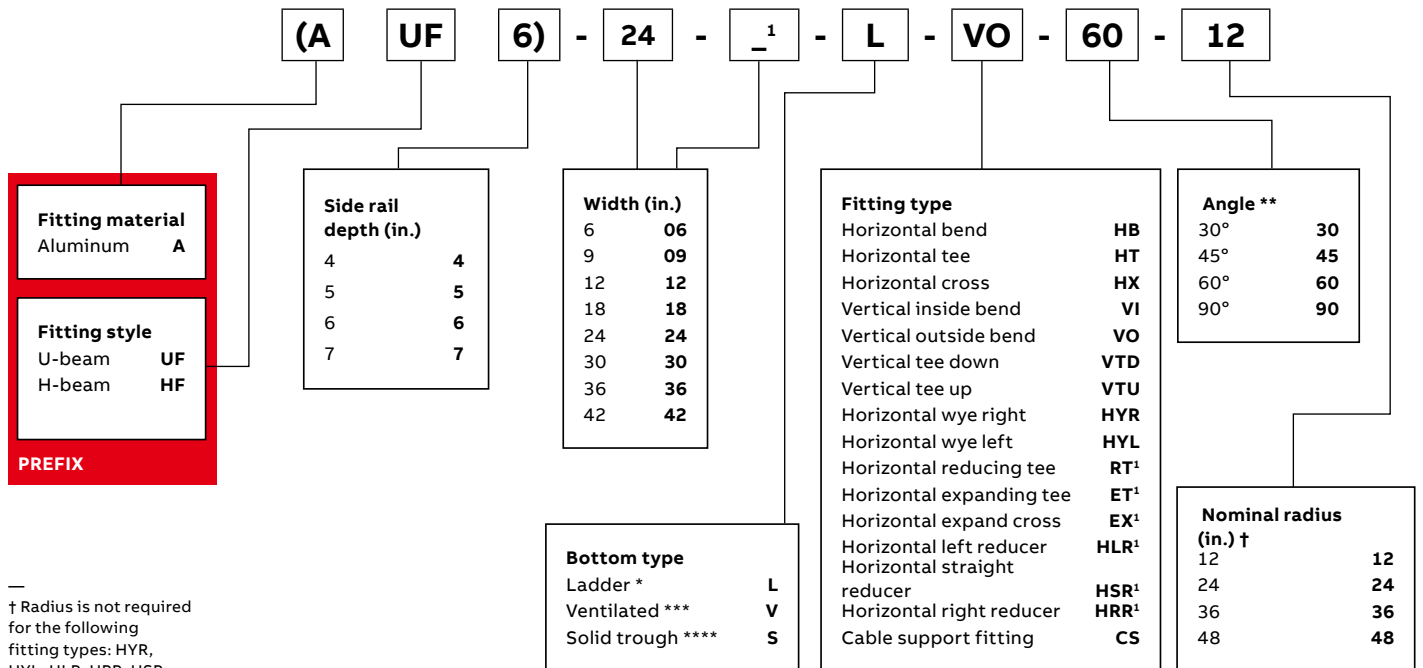 (A UF 6) - 24 - _¹ - L - VO - 60 - 12
Fitting material
Aluminum A
Fitting style
U-beam UF
H-beam HF
PREFIX
Side rail
depth (in.)
4 4
5 5
6 6
7 7
Width (in.)
6 06
9 09
12 12
18 18
24 24
30 30
36 36
42 42
Bottom type
Ladder * L
Ventilated *** V
Solid trough **** S
Fitting type
Horizontal bend HB
Horizontal tee HT
Horizontal cross HX
Vertical inside bend VI
Vertical outside bend VO
Vertical tee down VTD
Vertical tee up VTU
Horizontal wye right HYR
Horizontal wye left HYL
Horizontal reducing tee RT¹
Horizontal expanding tee ET¹
Horizontal expand cross EX¹
Horizontal left reducer HLR¹
Horizontal straight
reducer HSR¹
Horizontal right reducer HRR¹
Cable support fitting CS
Angle **
30° 30
45° 45
60° 60
90° 90
Nominal radius
(in.) †
12 12
24 24
36 36
48 48
—
† Radius is not required
for the following
fitting types: HYR,
HYL, HLR, HRR, HSR